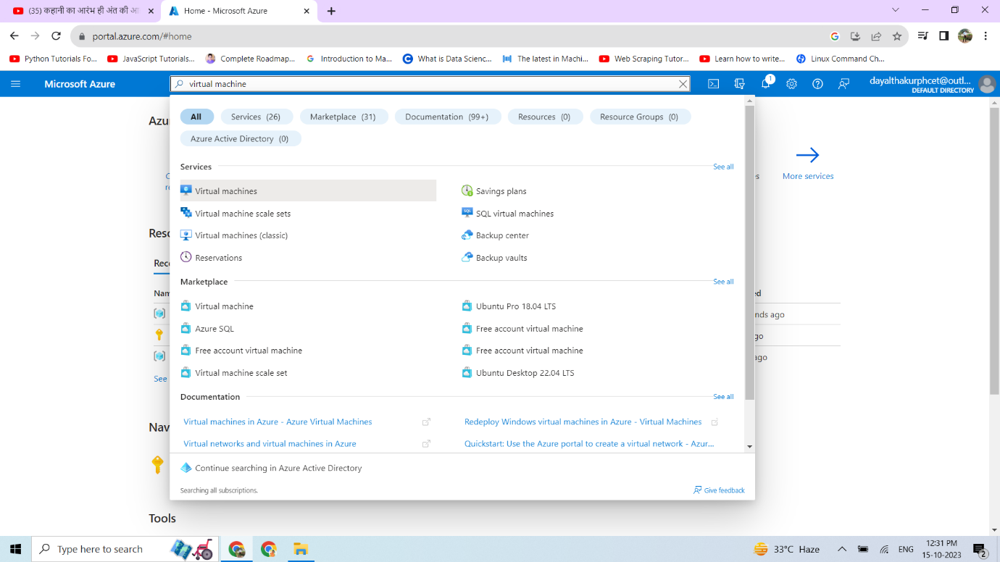 (35) कहानी का आरंभ ही अंत की
Home - Microsoft Azure
portal.azure.com/#home
Python Tutorials Fo...
JavaScript Tutorials...
Complete Roadmap...
Introduction to Ma...
What is Data Scienc...
The latest in Machi...
Web Scraping Tutor...
Learn how to write...
Linux Command Ch...
Microsoft Azure
virtual machine
1
dayalthakurphcet@outl...
DEFAULT DIRECTORY
All
Services (26)
Marketplace (31)
Documentation (99+)
Resources (0)
Resource Groups (0)
Azure Active Directory (0)
Services
See all
Virtual machines
Savings plans
Virtual machine scale sets
SQL virtual machines
Virtual machines (classic)
Backup center
Reservations
Backup vaults
Marketplace
See all
Virtual machine
Ubuntu Pro 18.04 LTS
Azure SQL
Free account virtual machine
Free account virtual machine
Free account virtual machine
Virtual machine scale set
Ubuntu Desktop 22.04 LTS
Documentation
See all
Virtual machines in Azure - Azure Virtual Machines
Redeploy Windows virtual machines in Azure - Virtual Machines
Virtual networks and virtual machines in Azure
Quickstart: Use the Azure portal to create a virtual network - Azur...
Continue searching in Azure Active Directory
Searching all subscriptions.
Give feedback
More services
ago
See
Tools
Type here to search
33°C Haze
ENG
12:31 PM
15-10-2023
2